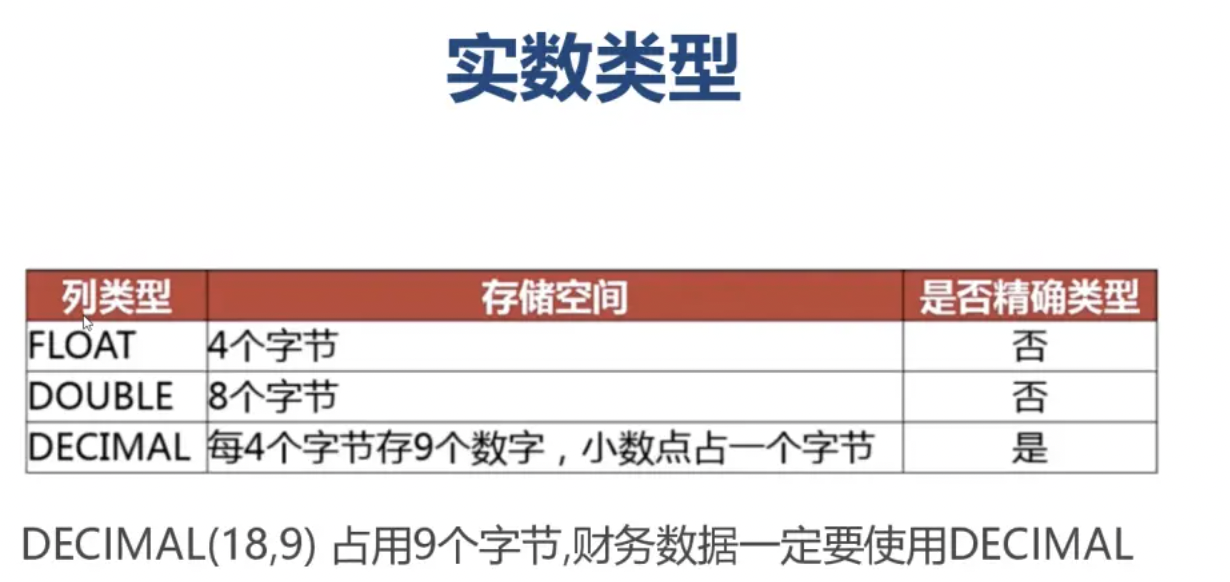 实数类型
列类型 存储空间 是否精确类型
FLOAT 4个字节 否
DOUBLE 8个字节 否
DECIMAL 每4个字节存9个数字，小数点占一个字节 是
DECIMAL(18,9) 占用9个字节,财务数据一定要使用DECIMAL